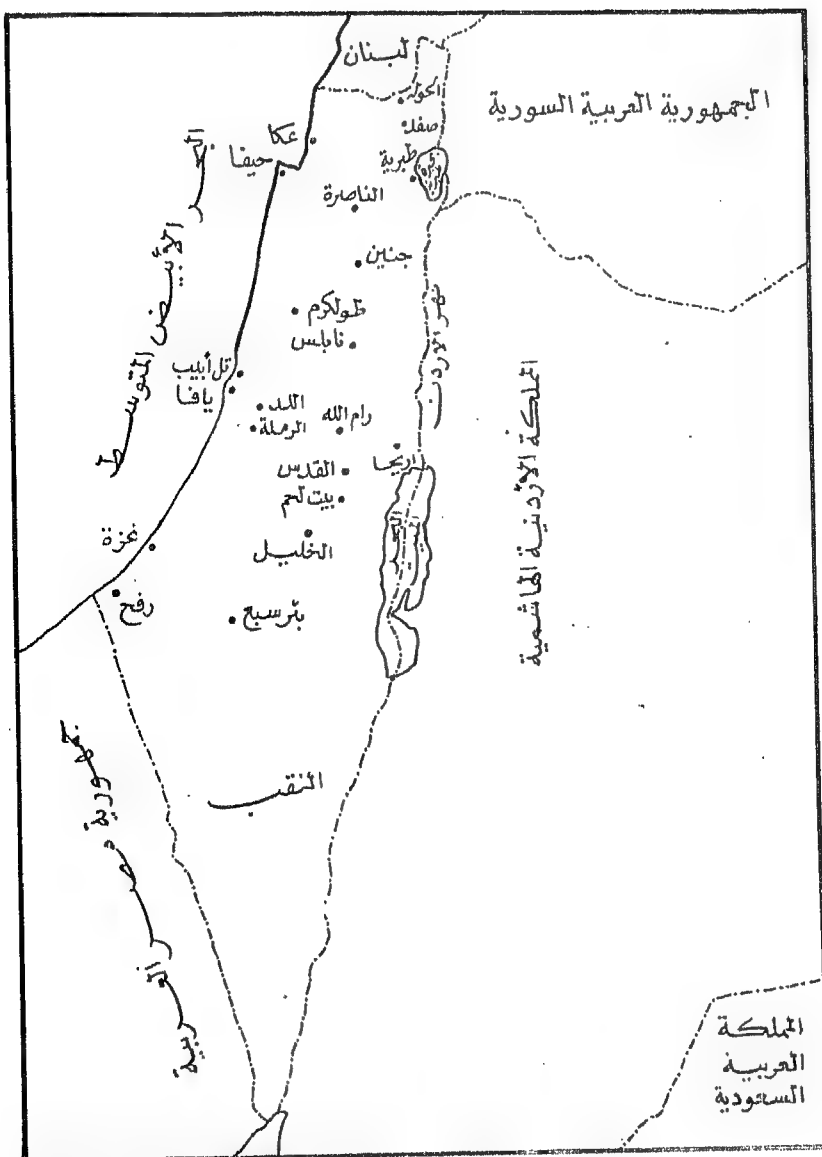 لبنان
الحولة
الجمهورية العربية السورية
صفد
عكا
طبرية
حيفا
الناصرة
البحر الأبيض المتوسط
جنين
طولكرم
نابلس
نهر الاردن
تل أبيب
يافا
اللد
رام الله
الرملة
المملكة الأردنية الهاشمية
اريحا
القدس
بيت لحم
الخليل
غزة
رفح
بئر سبع
النقب
جمهورية مصر العربية
المملكة
العربية
السعودية